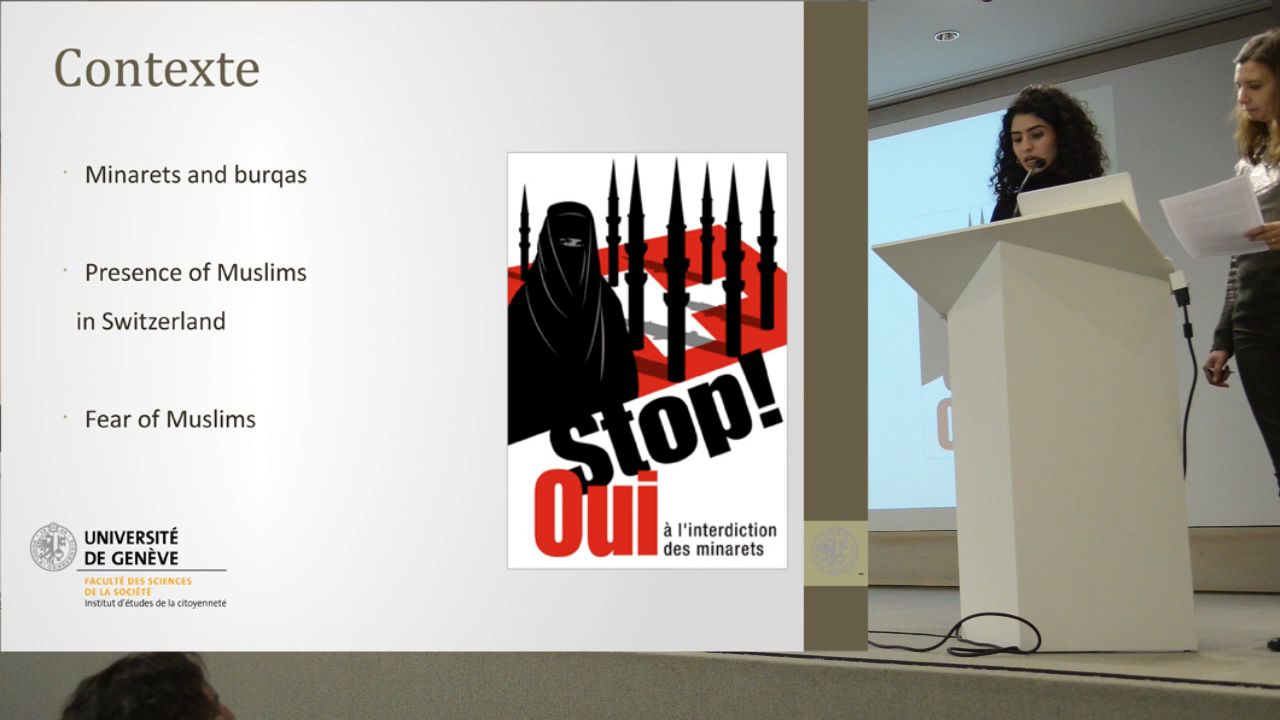 Contexte
Minarets and burqas
Presence of Muslims
in Switzerland
Fear of Muslims
Stop!
Oui
à l'interdiction
des minarets
UNIVERSITÉ
DE GENÈVE
FACULTÉ DES SCIENCES
DE LA SOCIÉTÉ
Institut d'études de la citoyenneté